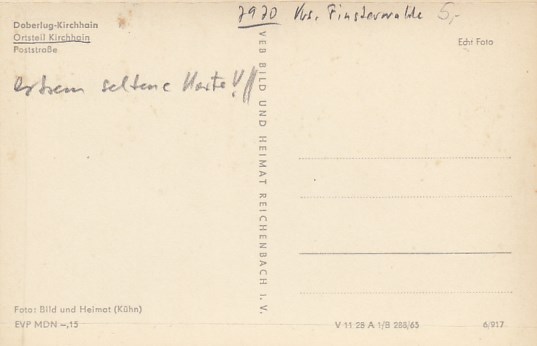 7970 Krs. Finsterwalde 5,-
Doberlug-Kirchhain
Ortsteil Kirchhain
Poststraße
Echt Foto
extrem seltene Karte!!
VEB BILD UND HEIMAT REICHENBACH I. V.
Foto: Bild und Heimat (Kühn)
EVP MDN -,15
V 11 28 A 1/B 288/65 6/917